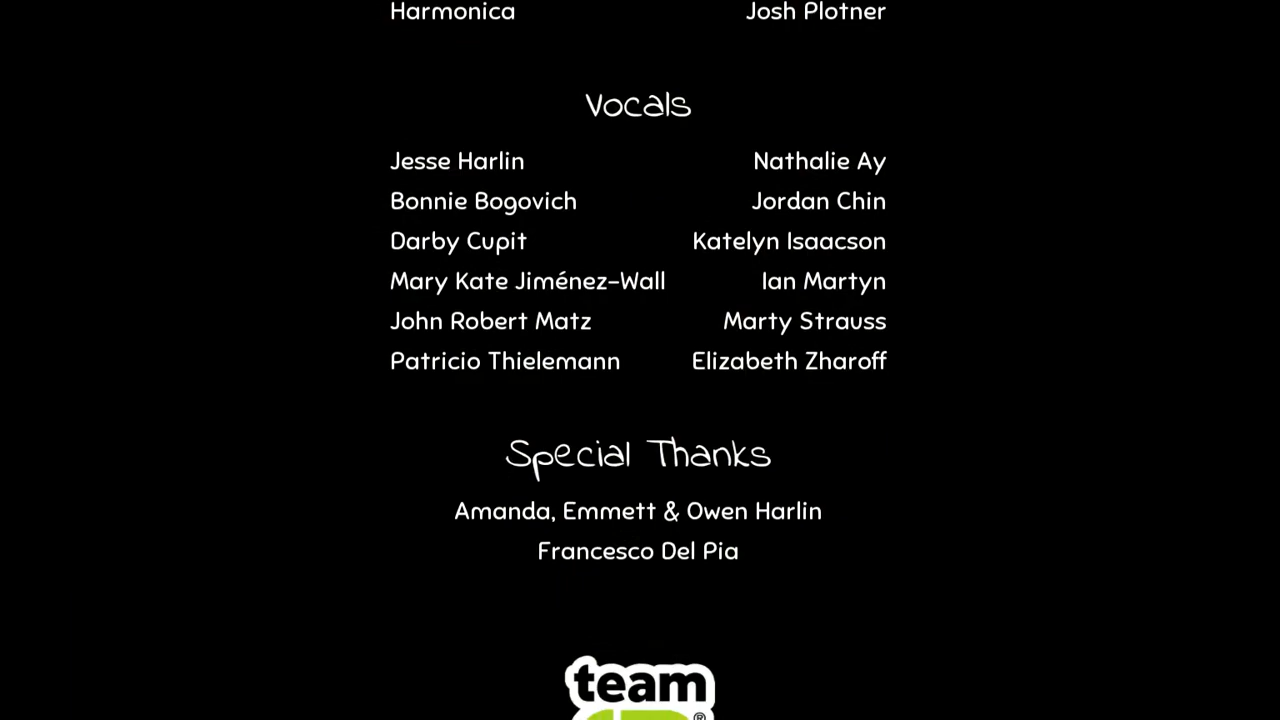 Harmonica Josh Plotner
Vocals
Jesse Harlin Nathalie Ay
Bonnie Bogovich Jordan Chin
Darby Cupit Katelyn Isaacson
Mary Kate Jiménez-Wall Ian Martyn
John Robert Matz Marty Strauss
Patricio Thielemann Elizabeth Zharoff
Special Thanks
Amanda, Emmett & Owen Harlin
Francesco Del Pia
team
®